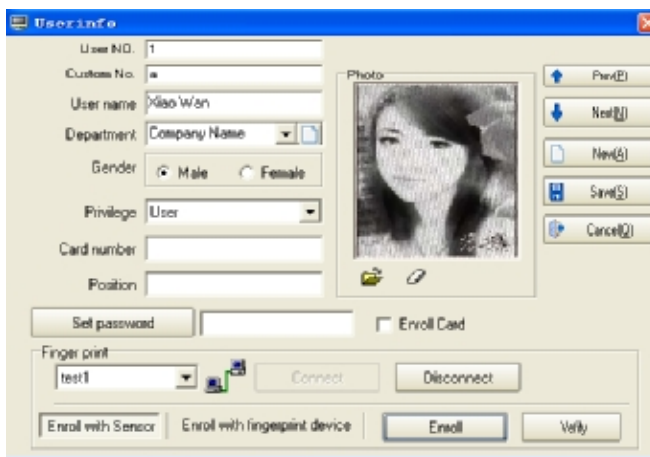 Userinfo
User NO. 1
Custom No.
User name Xiao Wan
Department Company Name
Gender Male Female
Privilege User
Card number
Position
Photo
Prev(P)
Next(N)
New(A)
Save(S)
Cancel(Q)
Set password
Enroll Card
Finger print
test1
Connect
Disconnect
Enroll with Sensor
Enroll with fingerprint device
Enroll
Verify